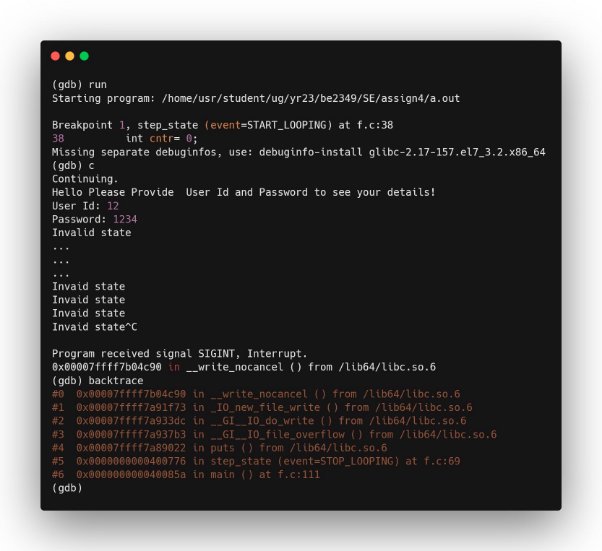 (gdb) run
Starting program: /home/usr/student/ug/yr23/be2349/SE/assign4/a.out
Breakpoint 1, step_state (event=START_LOOPING) at f.c:38
38 int cntr= 0;
Missing separate debuginfos, use: debuginfo-install glibc-2.17-157.el7_3.2.x86_64
(gdb) c
Continuing.
Hello Please Provide User Id and Password to see your details!
User Id: 12
Password: 1234
Invalid state
...
...
...
Invaid state
Invaid state
Invaid state
Invaid state^C
Program received signal SIGINT, Interrupt.
0x00007ffff7b04c90 in __write_nocancel () from /lib64/libc.so.6
(gdb) backtrace
#0 0x00007ffff7b04c90 in __write_nocancel () from /lib64/libc.so.6
#1 0x00007ffff7a91f73 in _IO_new_file_write () from /lib64/libc.so.6
#2 0x00007ffff7a933dc in __GI__IO_do_write () from /lib64/libc.so.6
#3 0x00007ffff7a937b3 in __GI__IO_file_overflow () from /lib64/libc.so.6
#4 0x00007ffff7a89022 in puts () from /lib64/libc.so.6
#5 0x0000000000400776 in step_state (event=STOP_LOOPING) at f.c:69
#6 0x000000000040085a in main () at f.c:111
(gdb)